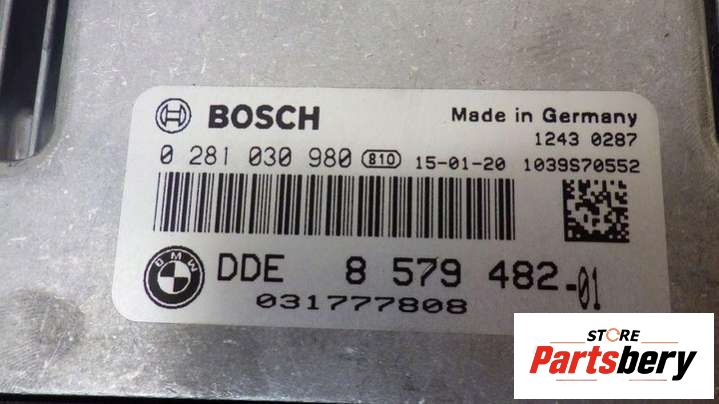 BOSCH
Made in Germany
1243 0287
0 281 030 980 810 15-01-20 1039S70552
BMW DDE 8 579 482-01
031777808
STORE
Partsbery